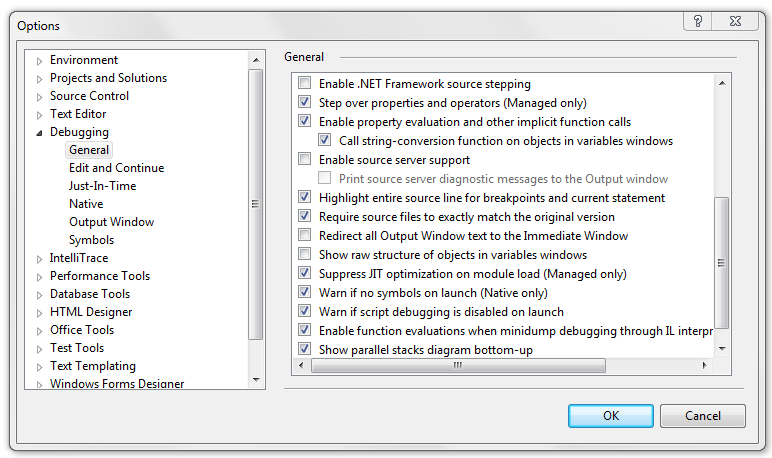 Options
Environment
Projects and Solutions
Source Control
Text Editor
Debugging
General
Edit and Continue
Just-In-Time
Native
Output Window
Symbols
IntelliTrace
Performance Tools
Database Tools
HTML Designer
Office Tools
Test Tools
Text Templating
Windows Forms Designer
General
Enable .NET Framework source stepping
Step over properties and operators (Managed only)
Enable property evaluation and other implicit function calls
Call string-conversion function on objects in variables windows
Enable source server support
Print source server diagnostic messages to the Output window
Highlight entire source line for breakpoints and current statement
Require source files to exactly match the original version
Redirect all Output Window text to the Immediate Window
Show raw structure of objects in variables windows
Suppress JIT optimization on module load (Managed only)
Warn if no symbols on launch (Native only)
Warn if script debugging is disabled on launch
Enable function evaluations when minidump debugging through IL interpr
Show parallel stacks diagram bottom-up
OK
Cancel